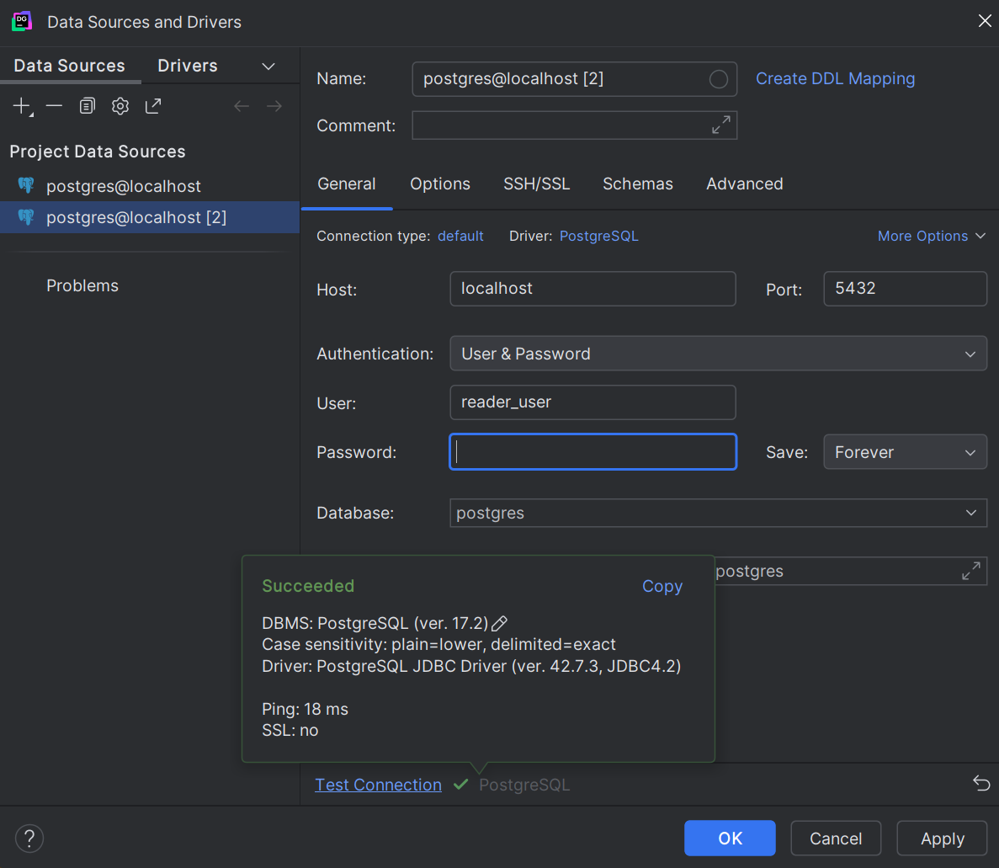 DG
Data Sources and Drivers
Data Sources Drivers
Project Data Sources
postgres@localhost
postgres@localhost [2]
Problems
Name: postgres@localhost [2] Create DDL Mapping
Comment:
General Options SSH/SSL Schemas Advanced
Connection type: default Driver: PostgreSQL More Options
Host: localhost Port: 5432
Authentication: User & Password
User: reader_user
Password: Save: Forever
Database: postgres
postgres
Succeeded Copy
DBMS: PostgreSQL (ver. 17.2)
Case sensitivity: plain=lower, delimited=exact
Driver: PostgreSQL JDBC Driver (ver. 42.7.3, JDBC4.2)
Ping: 18 ms
SSL: no
Test Connection PostgreSQL
? OK Cancel Apply